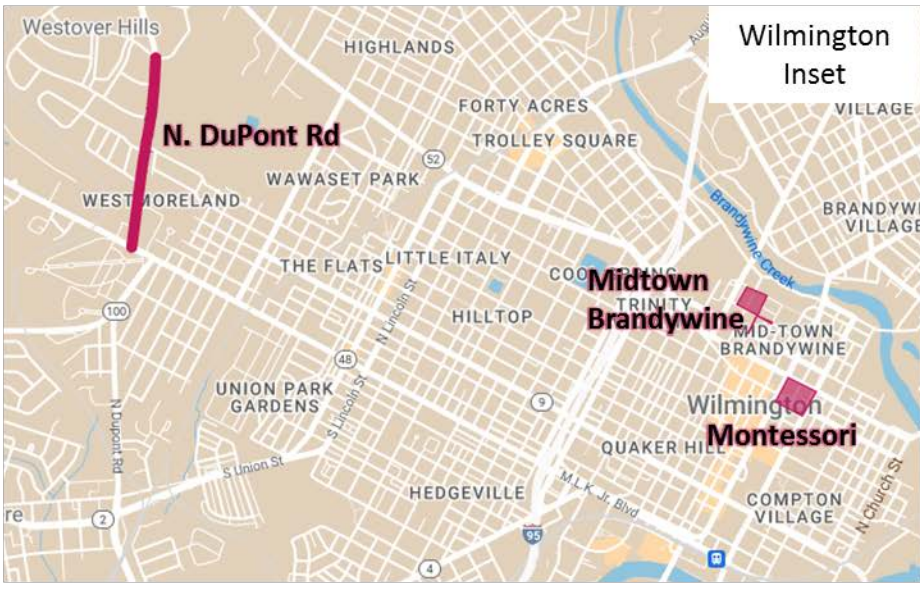 Westover Hills
HIGHLANDS
Wilmington
Inset
FORTY ACRES
VILLAGE
N. DuPont Rd
TROLLEY SQUARE
52
WAWASET PARK
WESTMORELAND
Brandywine Creek
BRANDYWI
VILLAGE
THE FLATS
LITTLE ITALY
Midtown
Brandywine
TRINITY
100
N Lincoln St
HILLTOP
MID-TOWN
BRANDYWINE
48
UNION PARK
GARDENS
9
Wilmington
Montessori
N Dupont Rd
S Lincoln St
QUAKER HILL
S Union St
M.L.K. Jr. Blvd
HEDGEVILLE
COMPTON
VILLAGE
N Church St
re
2
95
4